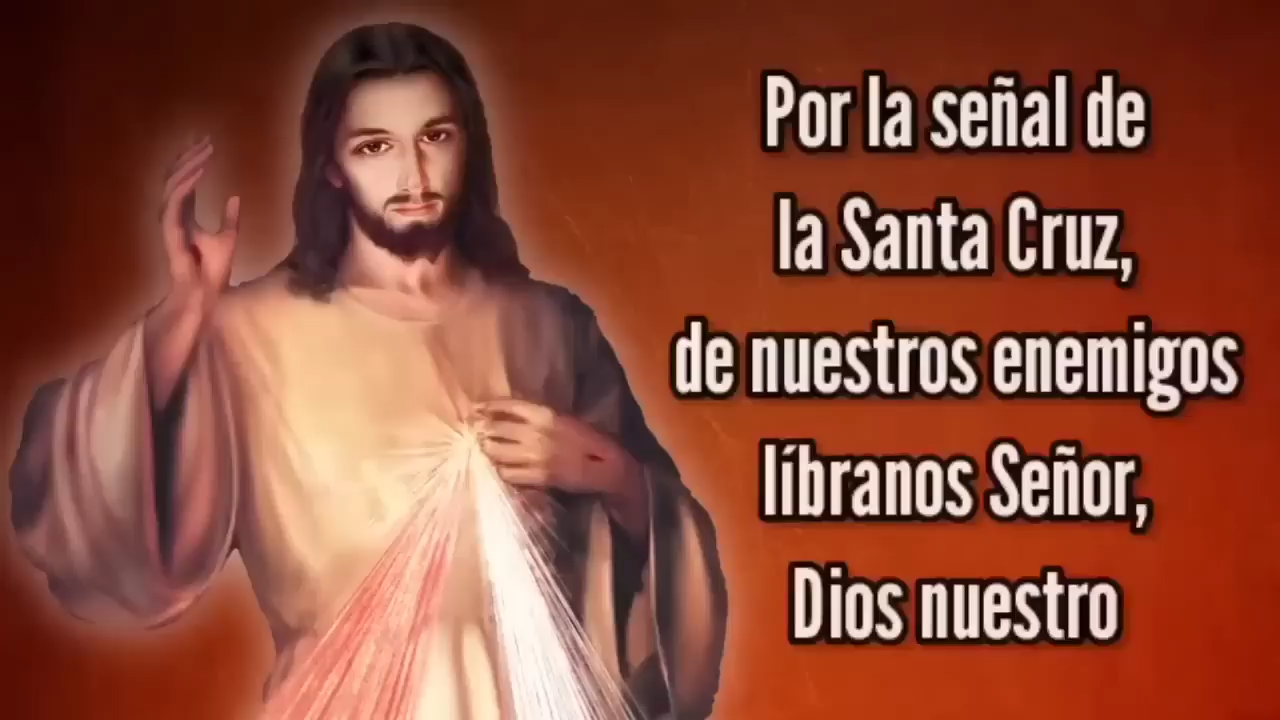 Por la señal de
la Santa Cruz,
de nuestros enemigos
líbranos Señor,
Dios nuestro